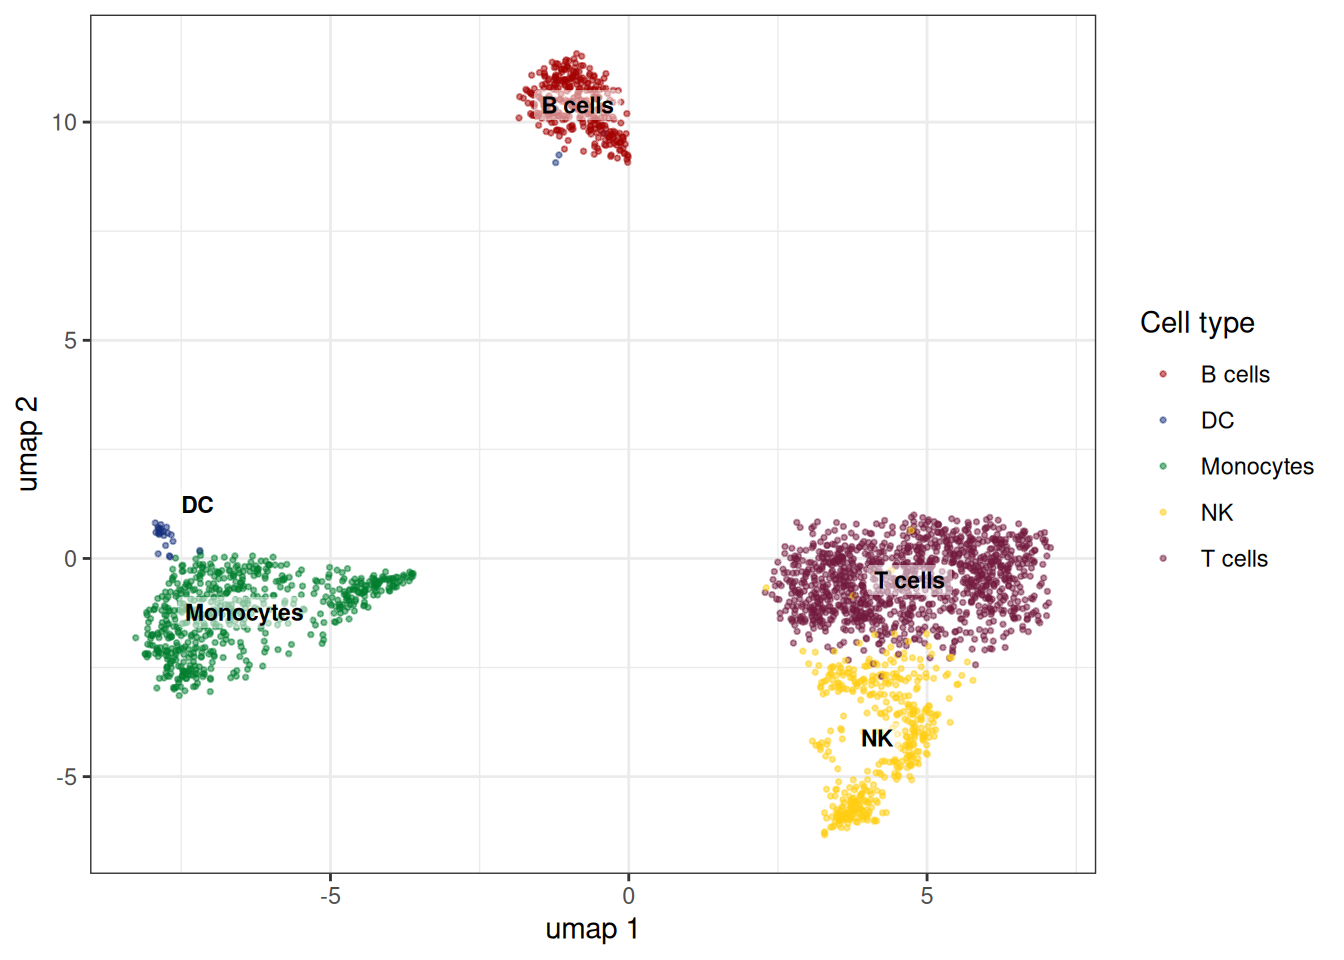 B cells
10
5
0
-5
umap 2
DC
Monocytes
T cells
NK
-5
0
5
umap 1
Cell type
B cells
DC
Monocytes
NK
T cells